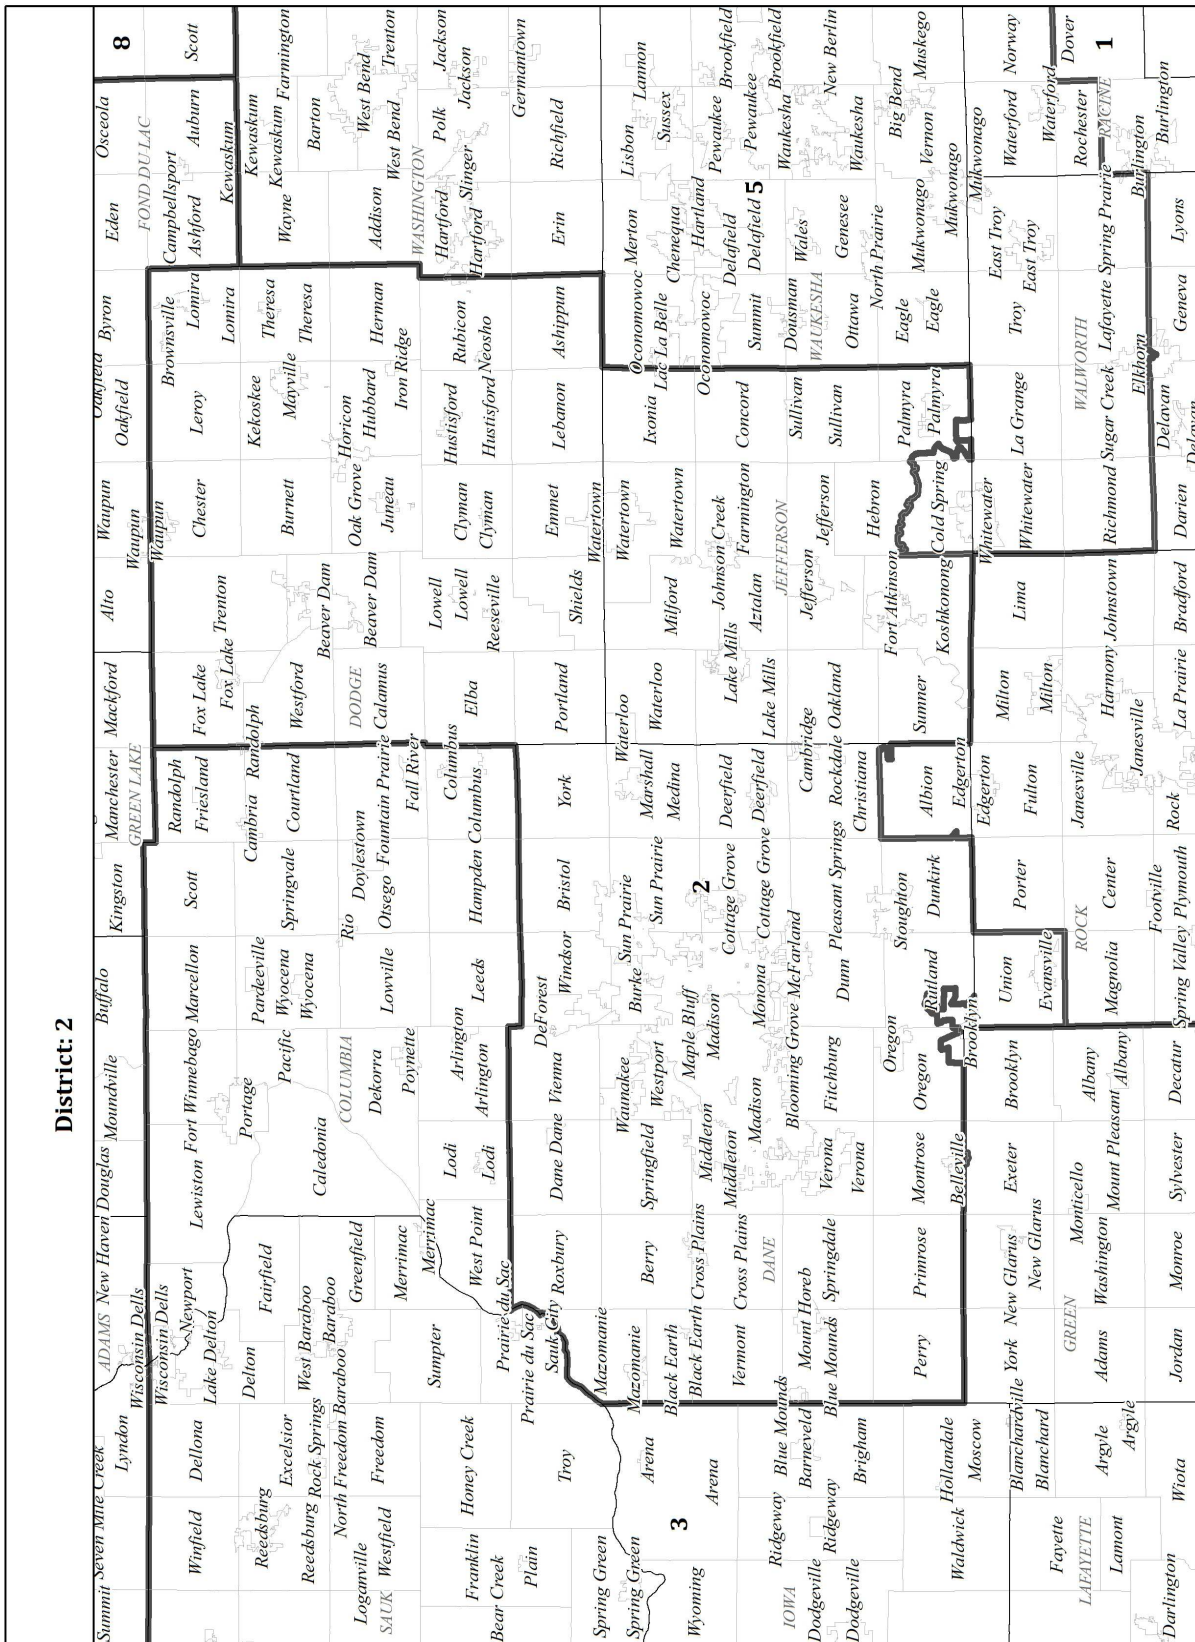 District: 2
Summit
Seven Mile Creek
Lyndon
ADAMS
New Haven
Douglas
Moundville
Buffalo
Kingston
Manchester
GREEN LAKE
Mackford
Alto
Waupun
Waupun
Oakfield
Oakfield
Byron
Eden
Osceola
8
FOND DU LAC
Wisconsin Dells
Wisconsin Dells
Waupun
Brownsville
Campbellsport
Winfield
Dellona
Newport
Lake Delton
Lewiston
Fort Winnebago
Marcellon
Scott
Randolph
Friesland
Fox Lake
Fox Lake
Trenton
Chester
Leroy
Lomira
Lomira
Ashford
Auburn
Scott
Kewaskum
Reedsburg
Reedsburg
Excelsior
Rock Springs
Delton
Fairfield
West Baraboo
Baraboo
Baraboo
North Freedom
Portage
Pacific
Caledonia
Pardeeville
Wyocena
Wyocena
Springvale
Cambria
Randolph
Courtland
Westford
Beaver Dam
Beaver Dam
Burnett
Kekoskee
Mayville
Theresa
Theresa
Wayne
Kewaskum
Kewaskum
Farmington
Barton
Loganville
SAUK
Westfield
Freedom
Greenfield
Merrimac
Merrimac
COLUMBIA
Dekorra
Poynette
Lowville
Rio
Doylestown
Otsego
Fountain Prairie
Fall River
DODGE
Calamus
Oak Grove
Juneau
Horicon
Hubbard
Iron Ridge
Herman
Addison
WASHINGTON
West Bend
West Bend
Trenton
Franklin
Bear Creek
Plain
Honey Creek
Sumpter
West Point
Prairie du Sac
Prairie du Sac
Lodi
Lodi
Arlington
Arlington
Leeds
Hampden
Columbus
Columbus
Elba
Lowell
Lowell
Reeseville
Clyman
Clyman
Hustisford
Hustisford
Neosho
Rubicon
Hartford
Hartford
Slinger
Polk
Jackson
Jackson
Germantown
Troy
Sauk City
Roxbury
Dane
Dane
Vienna
DeForest
Windsor
Bristol
York
Portland
Shields
Emmet
Watertown
Lebanon
Ashippun
Erin
Richfield
Spring Green
Spring Green
Arena
Arena
Mazomanie
Mazomanie
Berry
Springfield
Waunakee
Westport
Burke
Sun Prairie
Sun Prairie
Marshall
Medina
Waterloo
Waterloo
Milford
Watertown
Watertown
Ixonia
Lac La Belle
Oconomowoc
Oconomowoc
Merton
Chenequa
Hartland
Lisbon
Sussex
Lannon
3
Wyoming
Black Earth
Black Earth
Cross Plains
Cross Plains
Vermont
Middleton
Middleton
Maple Bluff
Madison
Madison
2
Cottage Grove
Cottage Grove
Deerfield
Deerfield
Lake Mills
Lake Mills
Johnson Creek
Farmington
Aztalan
Concord
Summit
Delafield
Delafield
5
Pewaukee
Pewaukee
Brookfield
Brookfield
IOWA
Ridgeway
Ridgeway
Blue Mounds
Barneveld
Blue Mounds
Mount Horeb
DANE
Springdale
Verona
Verona
Blooming Grove
Monona
McFarland
Fitchburg
Dunn
Pleasant Springs
Cambridge
Rockdale
Christiana
Oakland
Jefferson
JEFFERSON
Jefferson
Sullivan
Sullivan
Dousman
WAUKESHA
Ottawa
Wales
Genesee
North Prairie
Waukesha
Waukesha
New Berlin
Dodgeville
Dodgeville
Brigham
Perry
Primrose
Montrose
Oregon
Oregon
Rutland
Stoughton
Dunkirk
Albion
Edgerton
Sumner
Fort Atkinson
Koshkonong
Hebron
Cold Spring
Palmyra
Palmyra
Eagle
Eagle
Mukwonago
Mukwonago
Mukwonago
Big Bend
Vernon
Muskego
Waldwick
Hollandale
Moscow
Belleville
Brooklyn
Edgerton
Whitewater
Blanchardville
Blanchard
York
New Glarus
New Glarus
Exeter
Brooklyn
Union
Evansville
Porter
Fulton
Milton
Milton
Lima
Whitewater
La Grange
Troy
East Troy
East Troy
Waterford
Waterford
Norway
Dover
Fayette
LAFAYETTE
Lamont
Argyle
Argyle
GREEN
Adams
Washington
Monticello
Mount Pleasant
Albany
Albany
ROCK
Magnolia
Center
Janesville
Janesville
Harmony
Johnstown
Richmond
WALWORTH
Sugar Creek
Elkhorn
Lafayette
Spring Prairie
Burlington
Rochester
RACINE
1
Darlington
Wiota
Jordan
Monroe
Sylvester
Decatur
Spring Valley
Footville
Plymouth
Rock
La Prairie
Bradford
Darien
Delavan
Delavan
Geneva
Lyons
Burlington